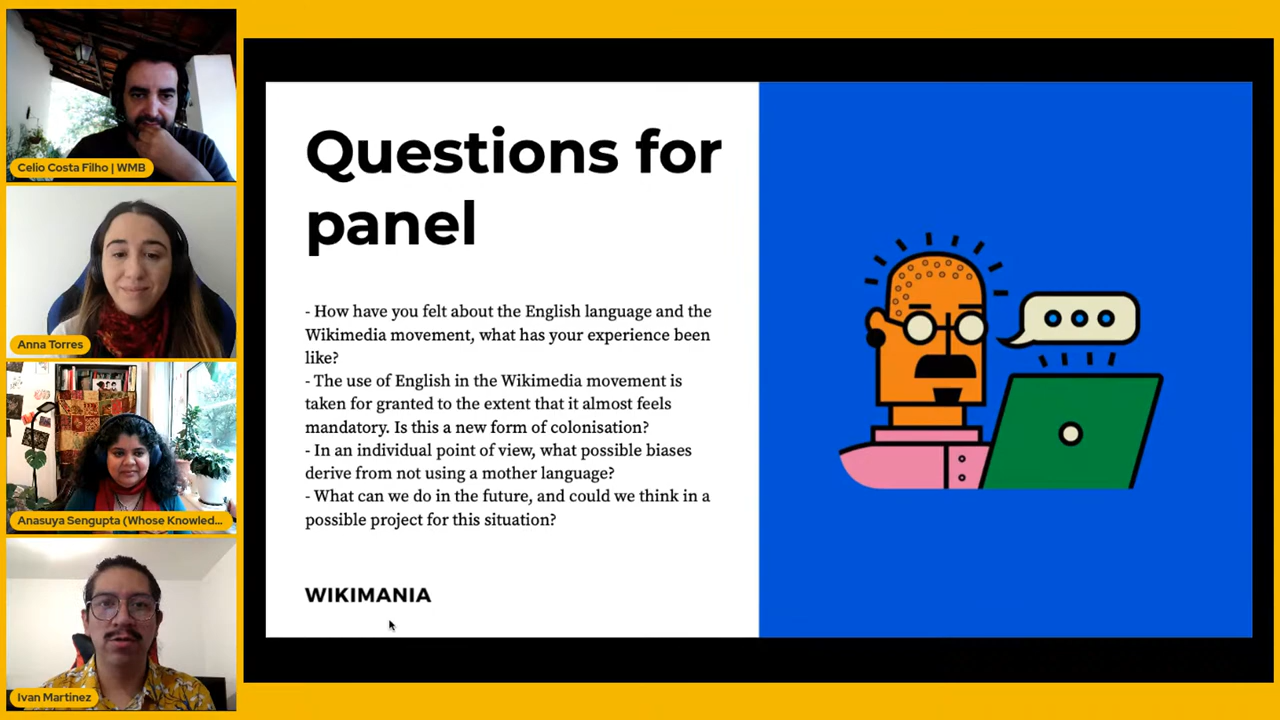 Celio Costa Filho | WMB
Anna Torres
Anasuya Sengupta (Whose Knowled...
Ivan Martínez
Questions for
panel
- How have you felt about the English language and the
Wikimedia movement, what has your experience been
like?
- The use of English in the Wikimedia movement is
taken for granted to the extent that it almost feels
mandatory. Is this a new form of colonisation?
- In an individual point of view, what possible biases
derive from not using a mother language?
- What can we do in the future, and could we think in a
possible project for this situation?
WIKIMANIA